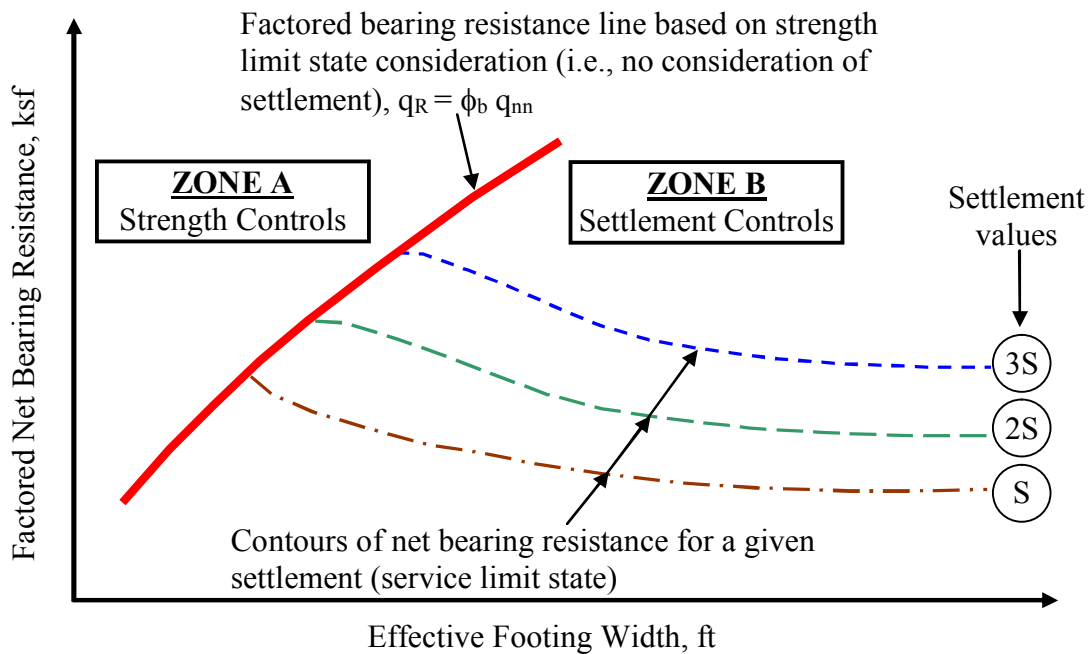 Factored bearing resistance line based on strength
limit state consideration (i.e., no consideration of
settlement), qR = ϕb qnn
ZONE A
Strength Controls
ZONE B
Settlement Controls
Settlement
values
3S
2S
S
Contours of net bearing resistance for a given
settlement (service limit state)
Factored Net Bearing Resistance, ksf
Effective Footing Width, ft